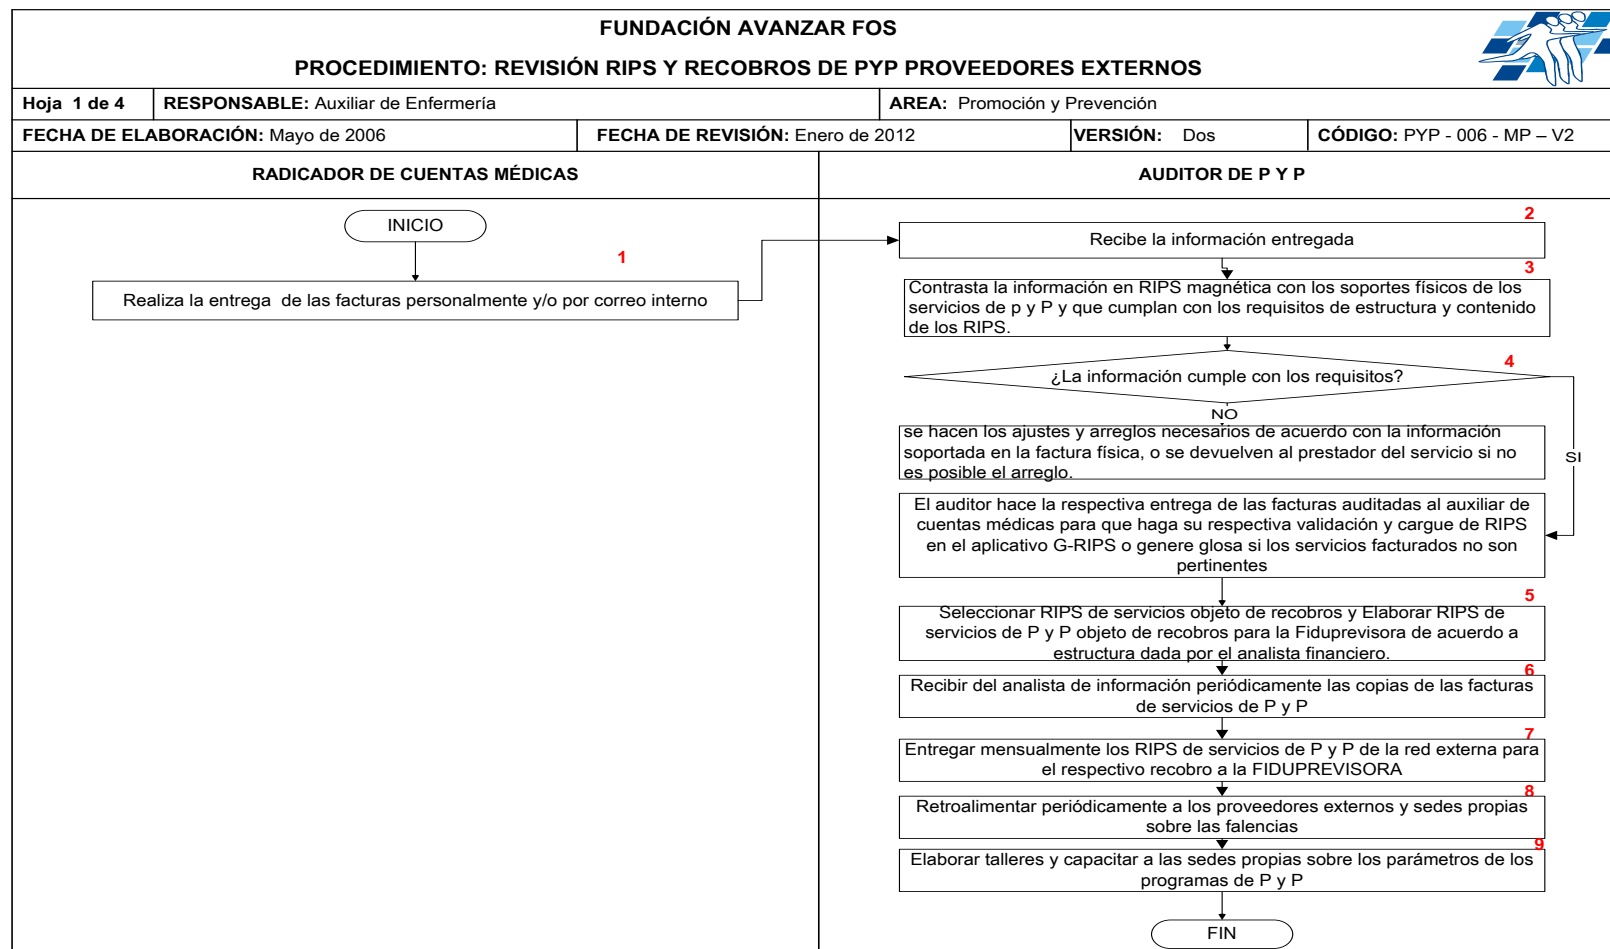 FUNDACIÓN AVANZAR FOS
PROCEDIMIENTO: REVISIÓN RIPS Y RECOBROS DE PYP PROVEEDORES EXTERNOS
Hoja 1 de 4
RESPONSABLE: Auxiliar de Enfermería
AREA: Promoción y Prevención
FECHA DE ELABORACIÓN: Mayo de 2006
FECHA DE REVISIÓN: Enero de 2012
VERSIÓN: Dos
CÓDIGO: PYP - 006 - MP – V2
RADICADOR DE CUENTAS MÉDICAS
AUDITOR DE P Y P
INICIO
1
Realiza la entrega de las facturas personalmente y/o por correo interno
2
Recibe la información entregada
3
Contrasta la información en RIPS magnética con los soportes físicos de los
servicios de p y P y que cumplan con los requisitos de estructura y contenido
de los RIPS.
4
¿La información cumple con los requisitos?
NO
SI
se hacen los ajustes y arreglos necesarios de acuerdo con la información
soportada en la factura física, o se devuelven al prestador del servicio si no
es posible el arreglo.
El auditor hace la respectiva entrega de las facturas auditadas al auxiliar de
cuentas médicas para que haga su respectiva validación y cargue de RIPS
en el aplicativo G-RIPS o genere glosa si los servicios facturados no son
pertinentes
5
Seleccionar RIPS de servicios objeto de recobros y Elaborar RIPS de
servicios de P y P objeto de recobros para la Fiduprevisora de acuerdo a
estructura dada por el analista financiero.
6
Recibir del analista de información periódicamente las copias de las facturas
de servicios de P y P
7
Entregar mensualmente los RIPS de servicios de P y P de la red externa para
el respectivo recobro a la FIDUPREVISORA
8
Retroalimentar periódicamente a los proveedores externos y sedes propias
sobre las falencias
9
Elaborar talleres y capacitar a las sedes propias sobre los parámetros de los
programas de P y P
FIN